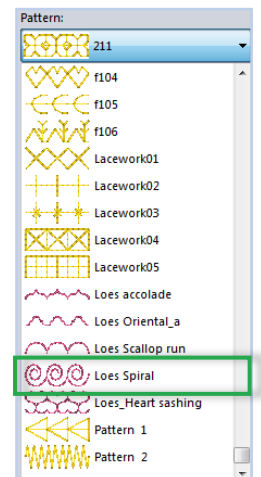 Pattern:
211
f104
f105
f106
Lacework01
Lacework02
Lacework03
Lacework04
Lacework05
Loes accolade
Loes Oriental_a
Loes Scallop run
Loes Spiral
Loes_Heart sashing
Pattern 1
Pattern 2